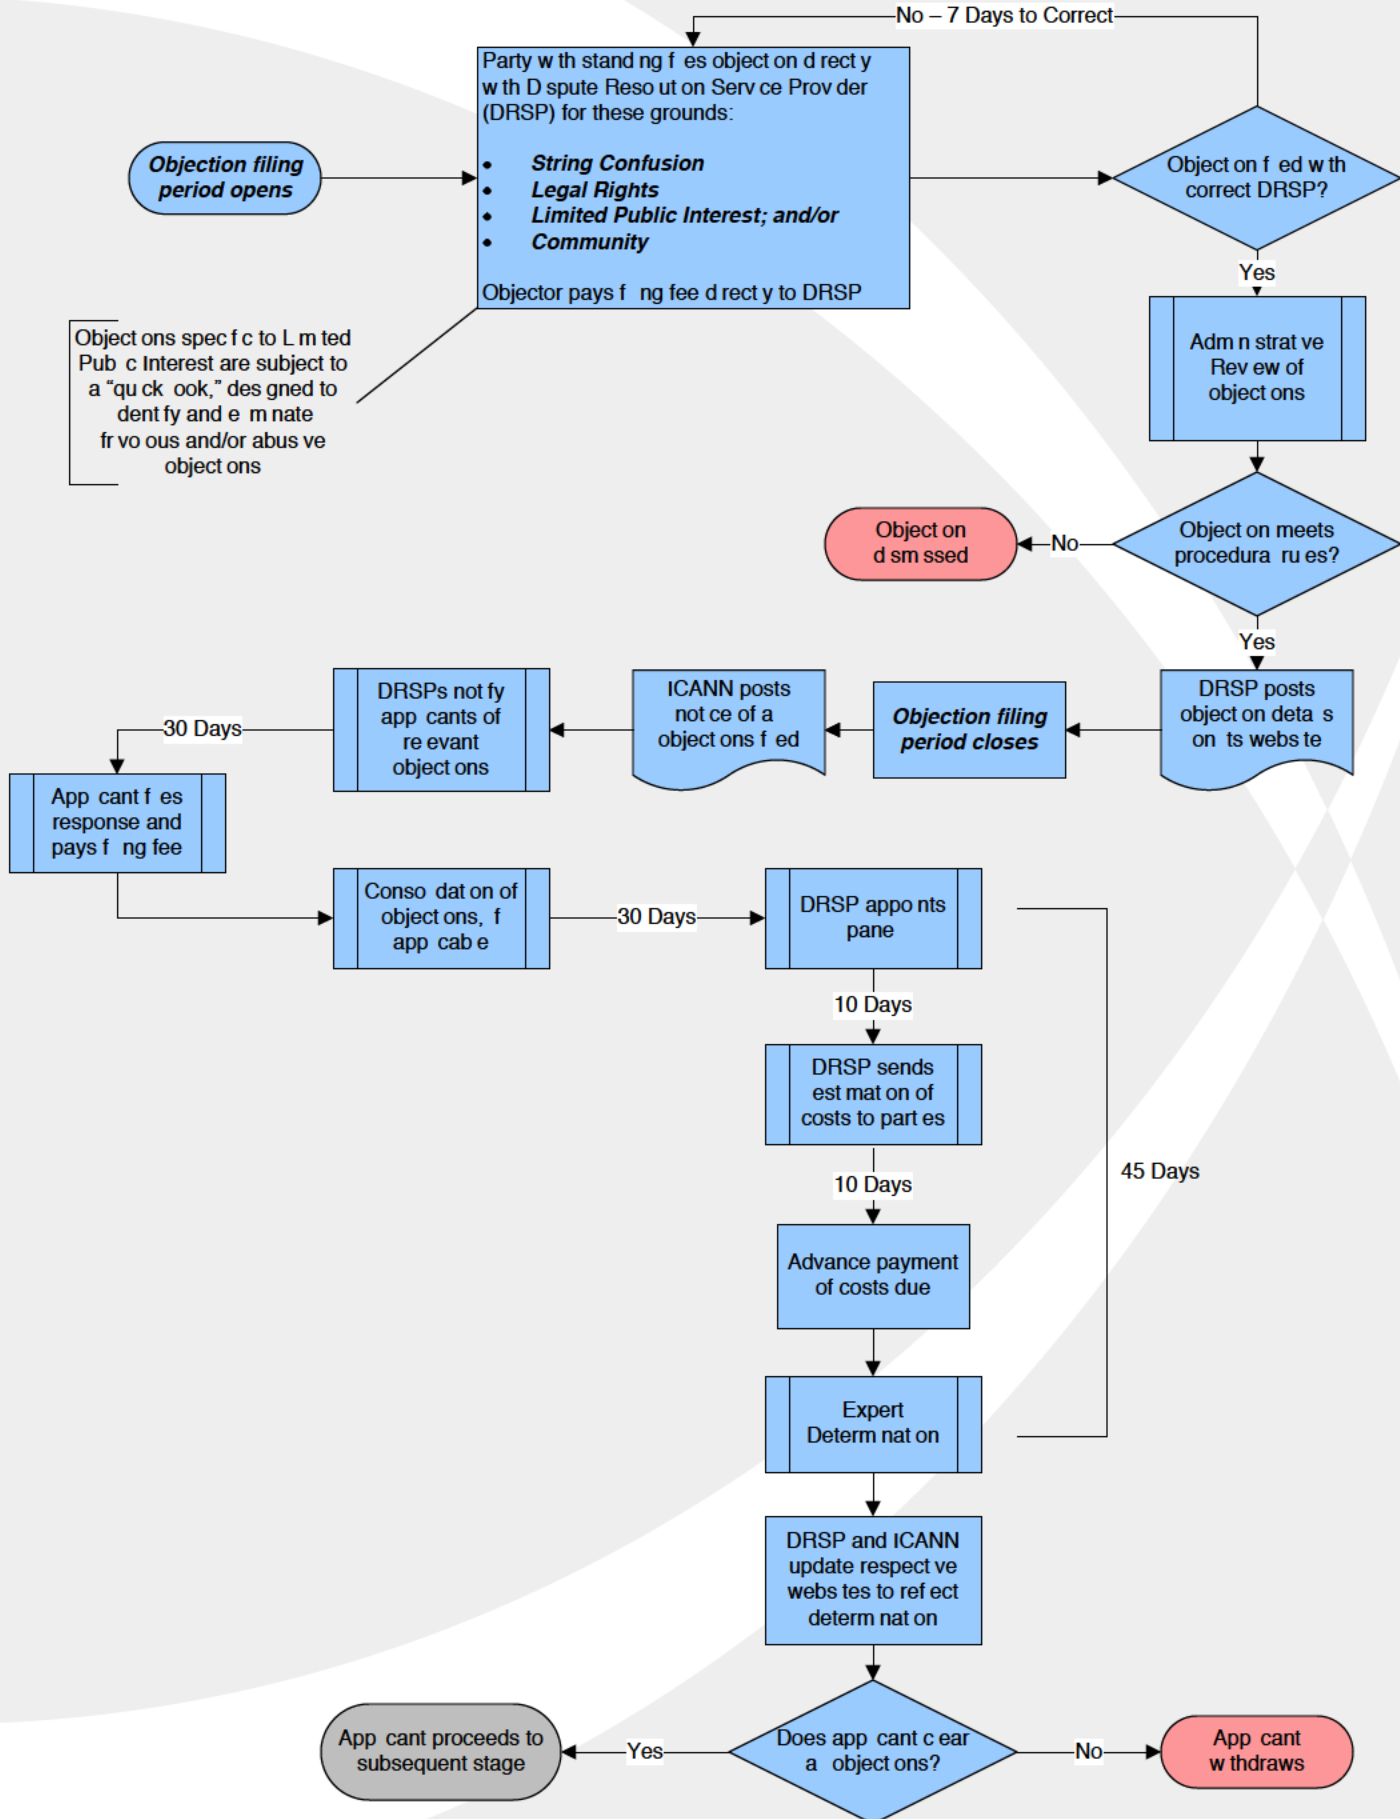 No – 7 Days to Correct
Party w th stand ng f es object on d rect y
w th D spute Reso ut on Serv ce Prov der
(DRSP) for these grounds:
• String Confusion
• Legal Rights
• Limited Public Interest; and/or
• Community
Objector pays f ng fee d rect y to DRSP
Objection filing
period opens
Object on f ed w th
correct DRSP?
Yes
Object ons spec f c to L m ted
Pub c Interest are subject to
a “qu ck ook,” des gned to
dent fy and e m nate
fr vo ous and/or abus ve
object ons
Adm n strat ve
Rev ew of
object ons
Object on
d sm ssed
No
Object on meets
procedura ru es?
Yes
DRSP posts
object on deta s
on ts webs te
Objection filing
period closes
ICANN posts
not ce of a
object ons f ed
DRSPs not fy
app cants of
re evant
object ons
30 Days
App cant f es
response and
pays f ng fee
Conso dat on of
object ons, f
app cab e
30 Days
DRSP appo nts
pane
10 Days
DRSP sends
est mat on of
costs to part es
10 Days
45 Days
Advance payment
of costs due
Expert
Determ nat on
DRSP and ICANN
update respect ve
webs tes to ref ect
determ nat on
Does app cant c ear
a object ons?
Yes
App cant proceeds to
subsequent stage
No
App cant
w thdraws